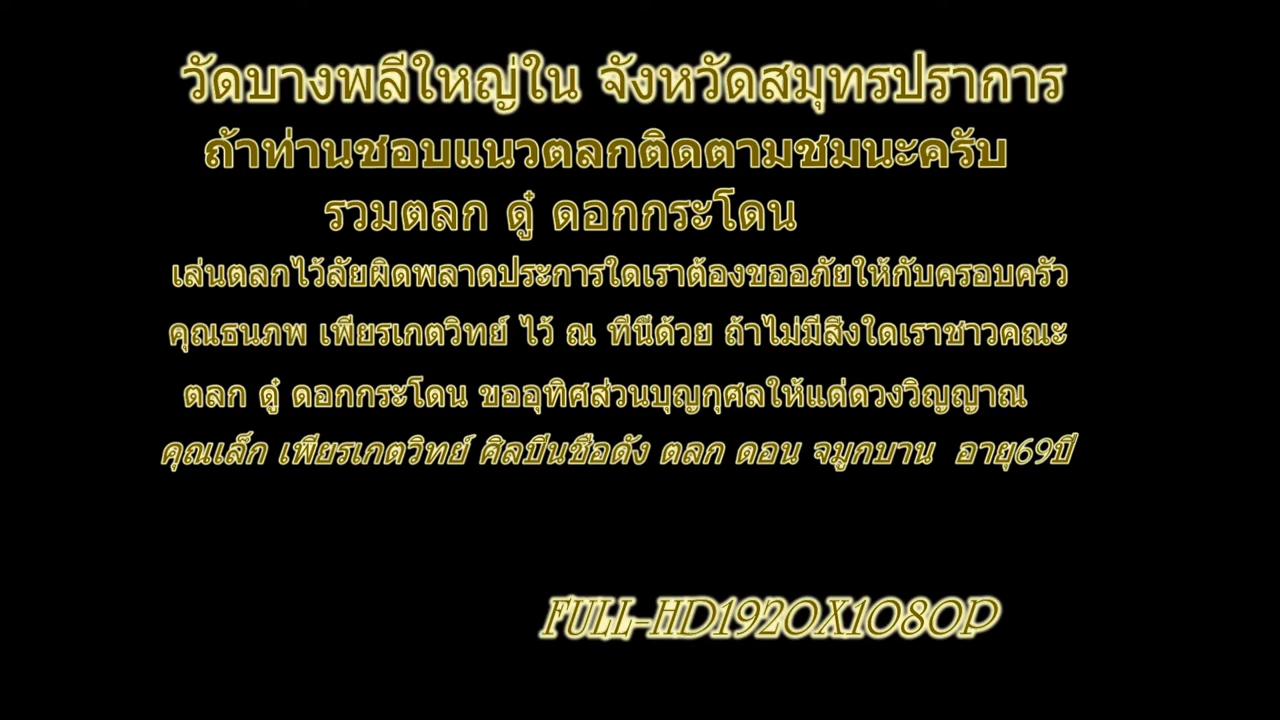 วัดบางพลีใหญ่ใน จังหวัดสมุทรปราการ
ถ้าท่านชอบแนวตลกติดตามชมนะครับ
รวมตลก ดู๋ ดอกกระโดน
เล่นตลกไว้ลัยผิดพลาดประการใดเราต้องขออภัยให้กับครอบครัว
คุณธนภพ เพียรเกตวิทย์ ไว้ ณ ทีนีด้วย ถ้าไม่มีสิงใดเราชาวคณะ
ตลก ดู๋ ดอกกระโดน ขออุทิศส่วนบุญกุศลให้แด่ดวงวิญญาณ
คุณเล็ก เพียรเกตวิทย์ ศิลปีนชือดัง ตลก ดอน จมูกบาน อายุ69ปี
FULL-HD1920X1080P